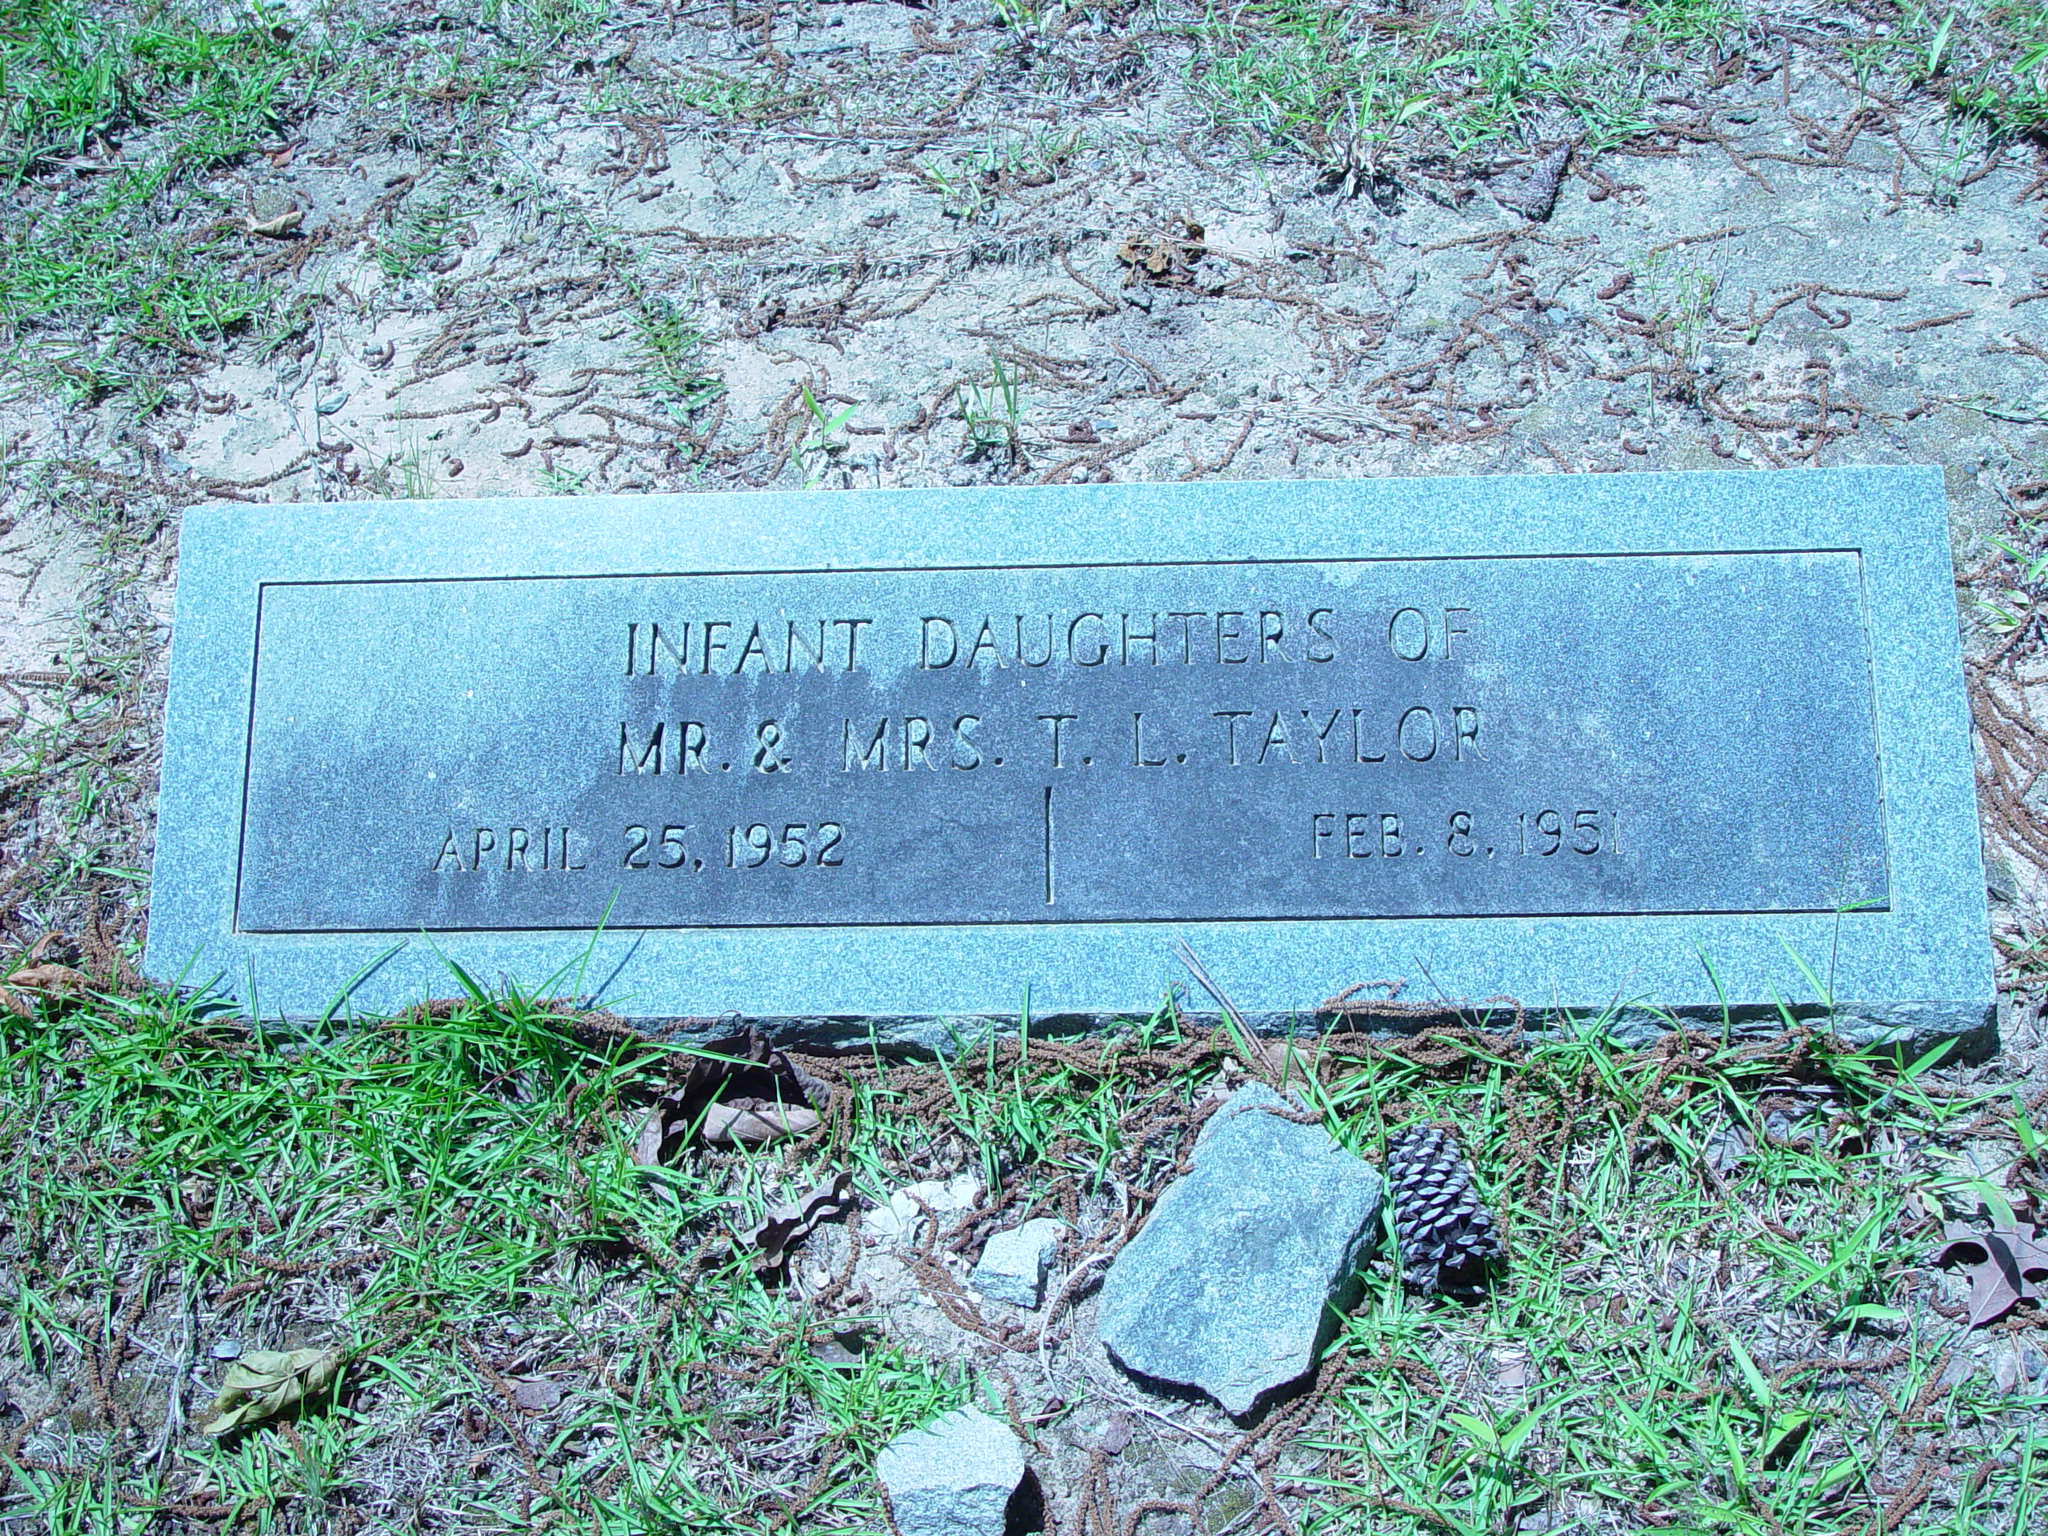 INFANT DAUGHTERS OF
MR. & MRS. T. L. TAYLOR
APRIL 25, 1952 FEB. 8, 1951